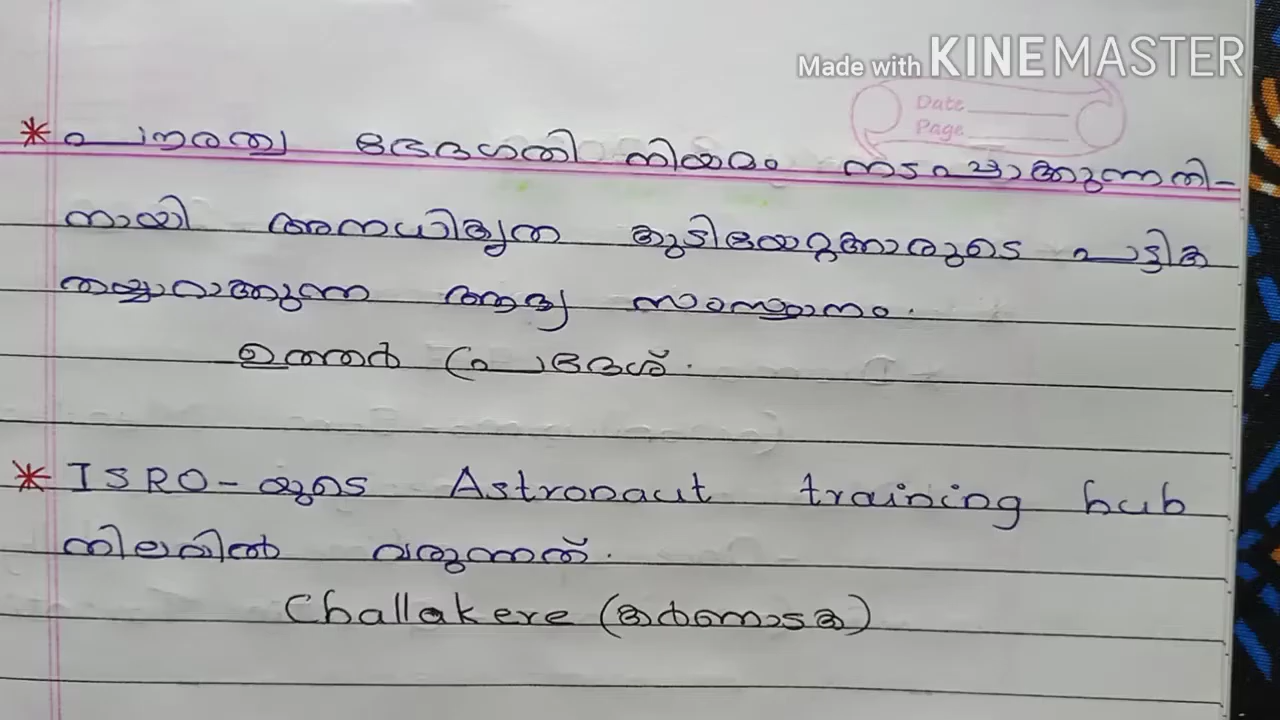 Made with KINEMASTER
Date
Page
* പൗരത്വ ഭേദഗതി നിയമം നടപ്പാക്കുന്നതി-
നായി അനധികൃത കുടിയേറ്റക്കാരുടെ പട്ടിക
തയ്യാറാക്കുന്ന ആദ്യ സംസ്ഥാനം.
ഉത്തർ പ്രദേശ്.
* ISRO-യുടെ Astronaut training hub
നിലവിൽ വരുന്നത്.
Challakere (കർണാടക)